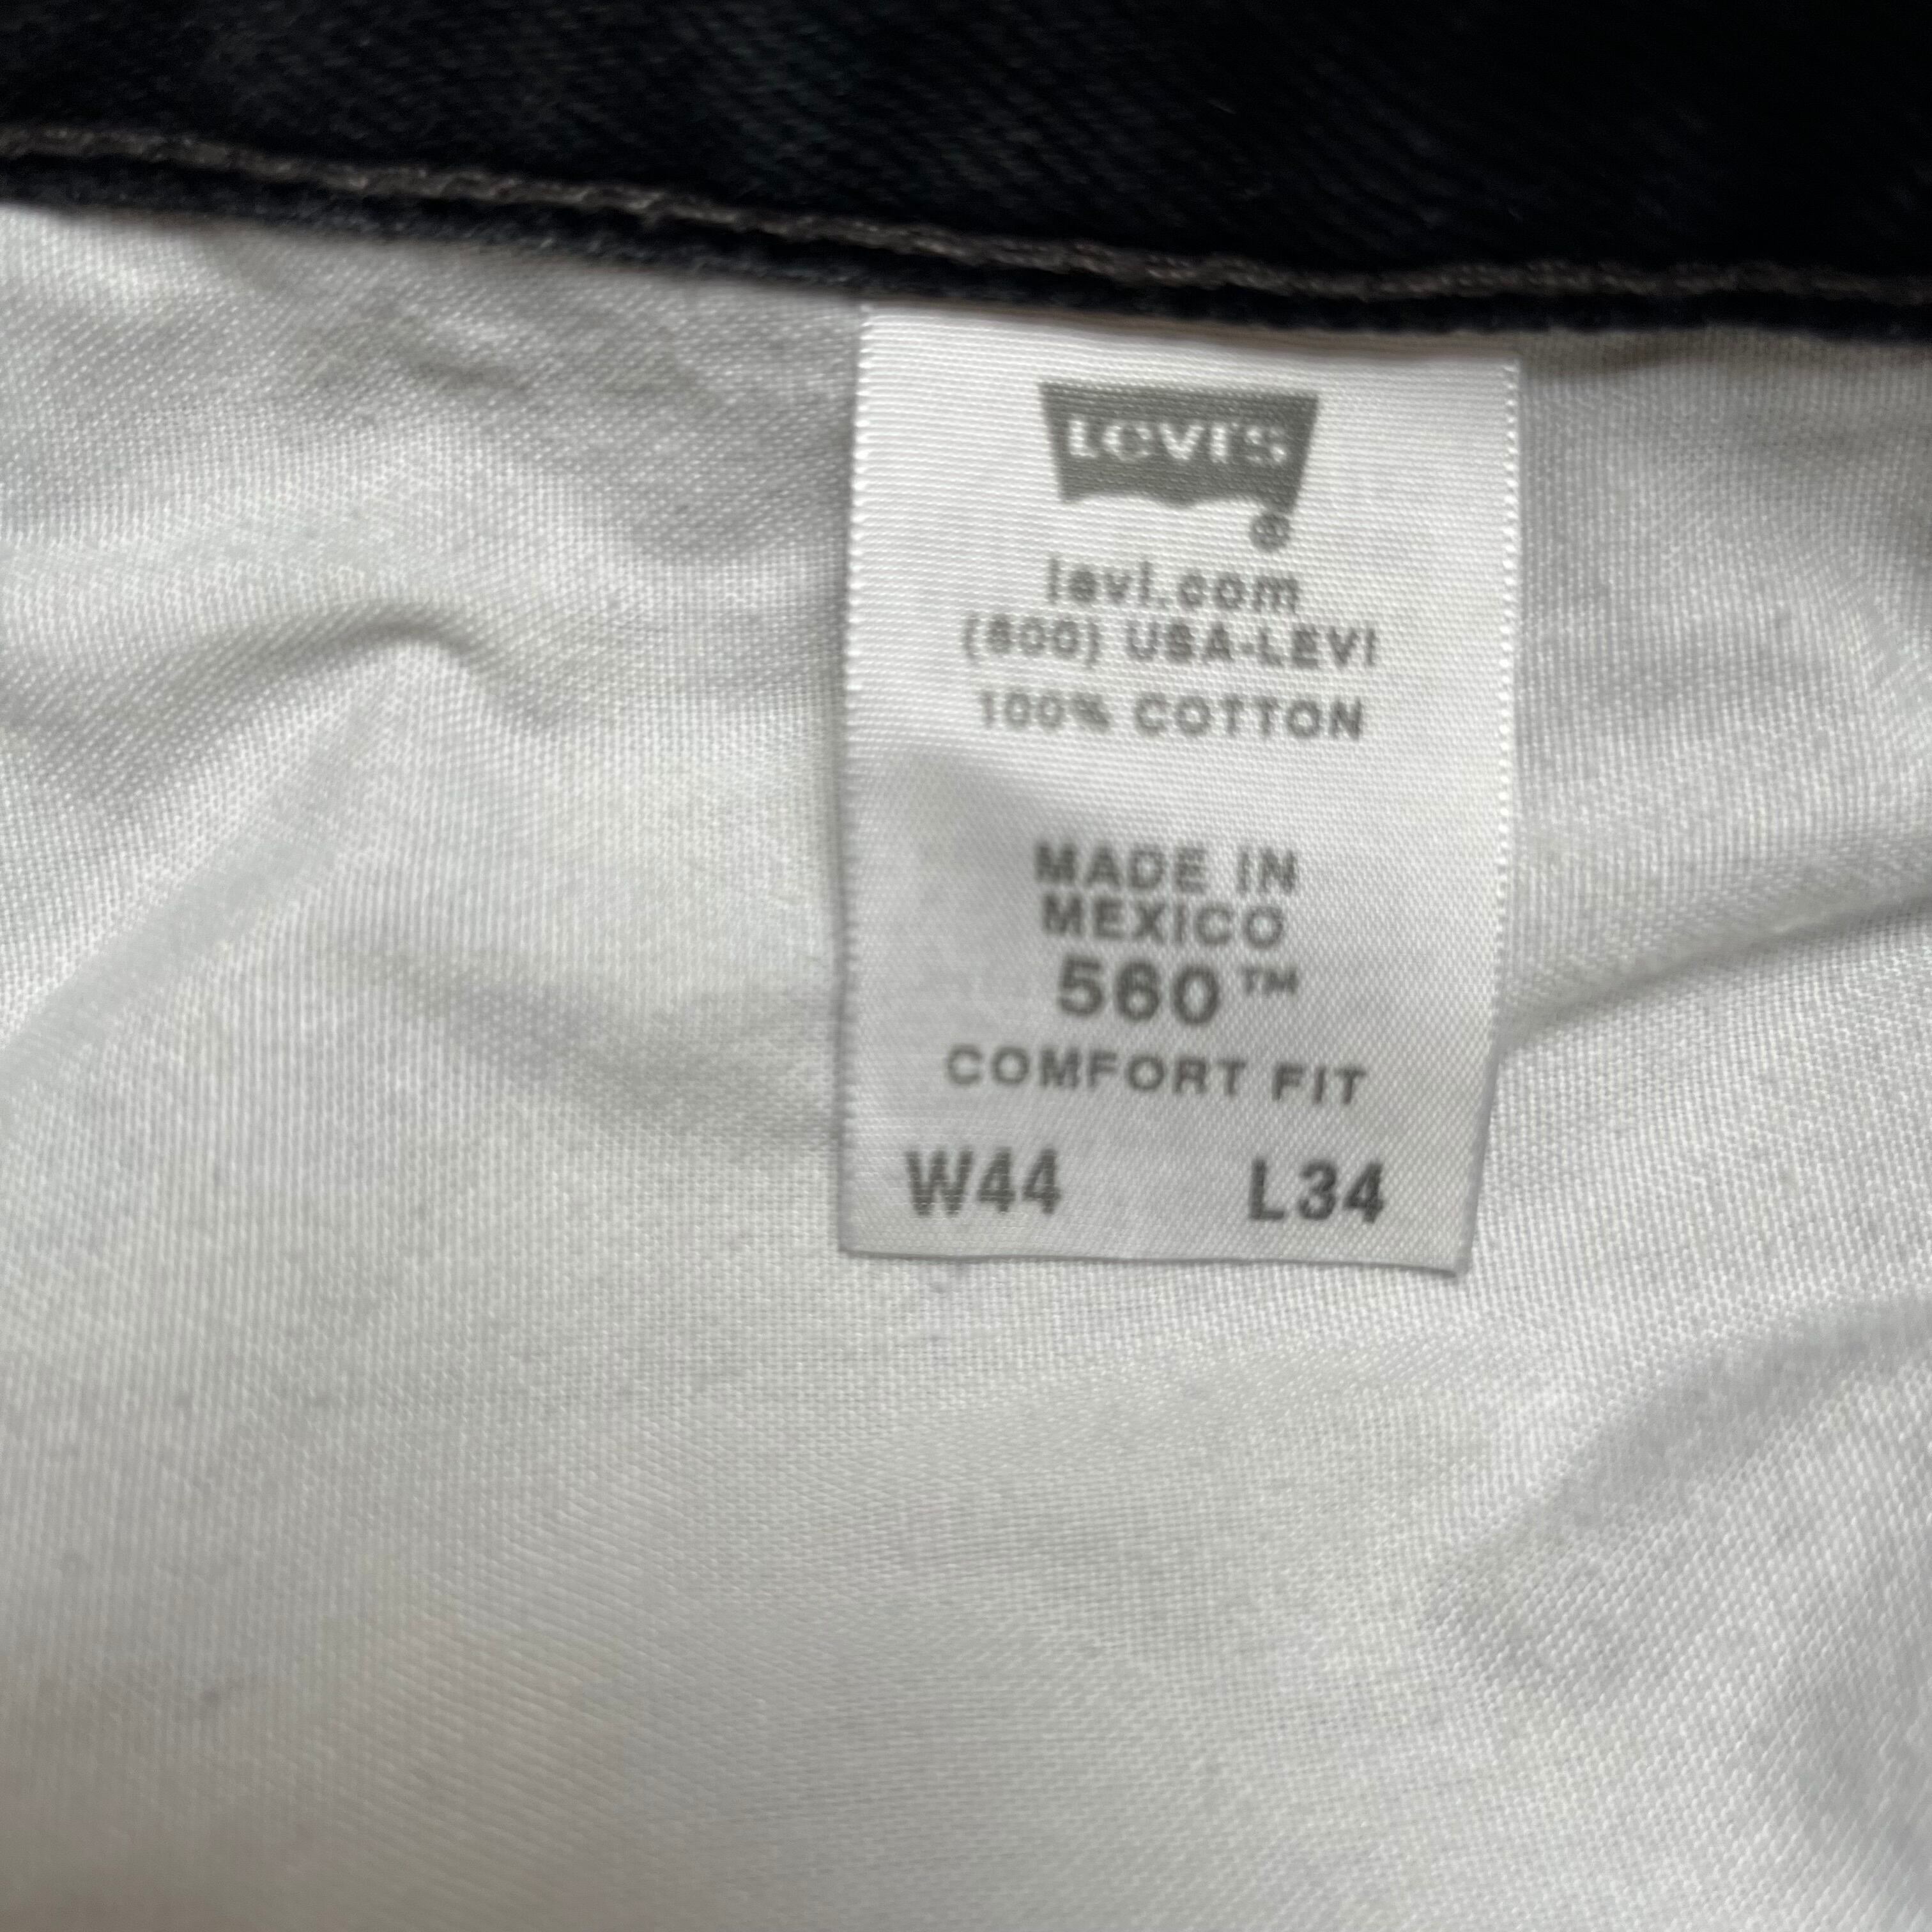 Levi's
®
levi.com
(800) USA-LEVI
100% COTTON
MADE IN
MEXICO
560™
COMFORT FIT
W44 L34